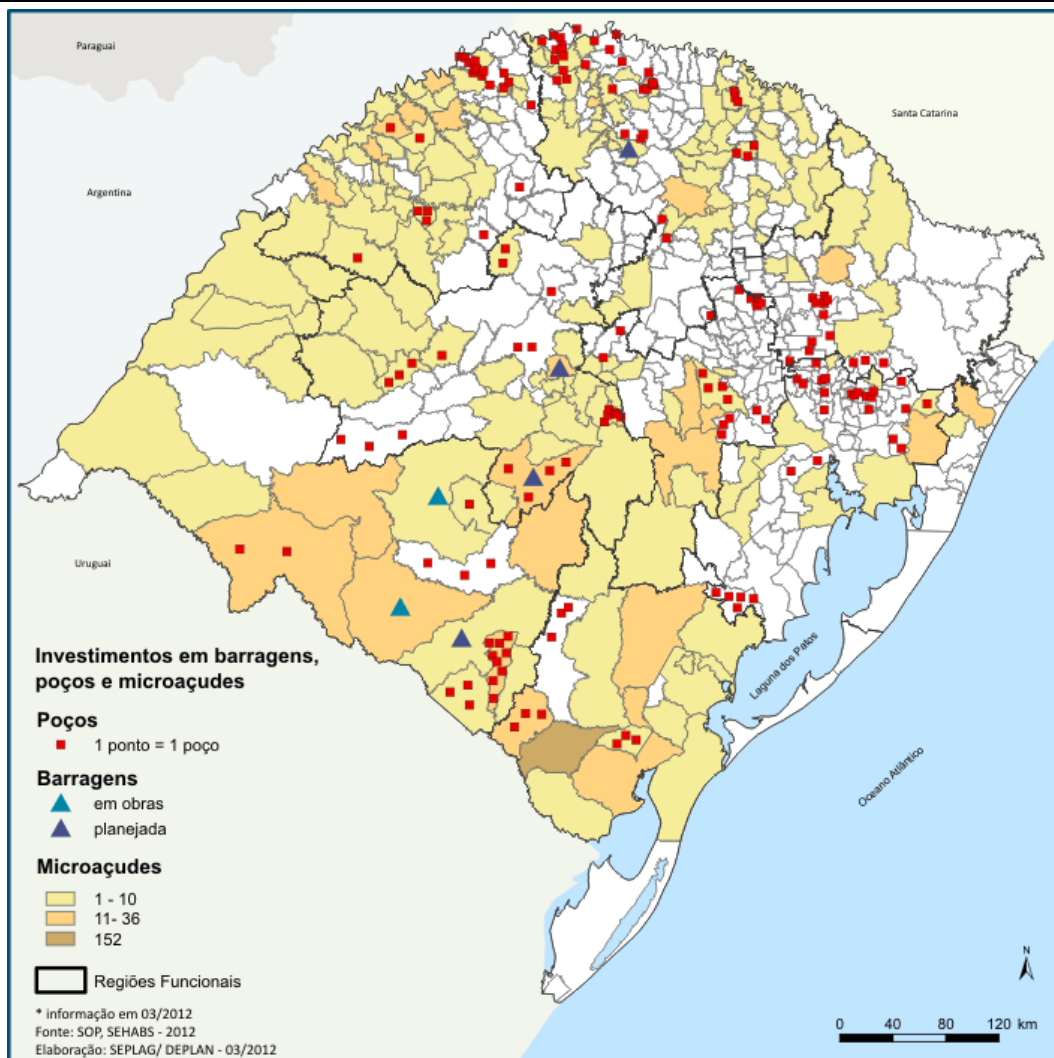 Paraguai
Santa Catarina
Argentina
Uruguai
Laguna dos Patos
Oceano Atlântico
Investimentos em barragens,
poços e microaçudes
Poços
1 ponto = 1 poço
Barragens
em obras
planejada
Microaçudes
1 - 10
11- 36
152
Regiões Funcionais
* informação em 03/2012
Fonte: SOP, SEHABS - 2012
Elaboração: SEPLAG/ DEPLAN - 03/2012
N
0 40 80 120 km